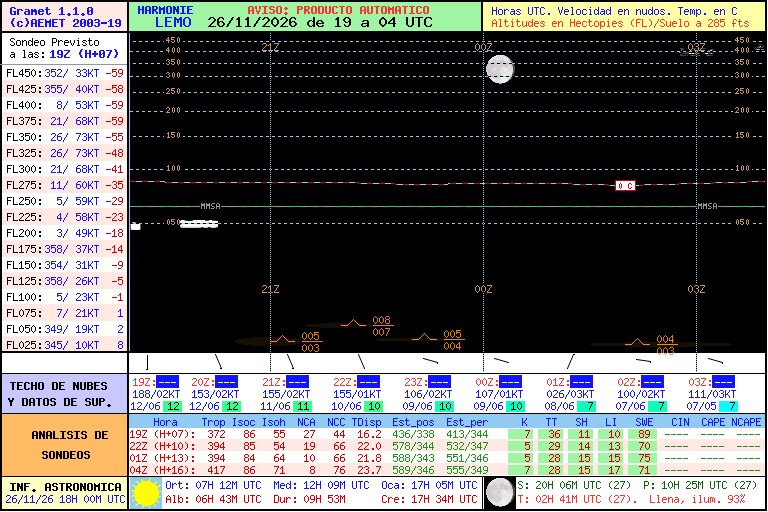 Gramet 1.1.0
(c)AEMET 2003-19
HARMONIE
LEMO
AVISO: PRODUCTO AUTOMATICO
26/11/2026 de 19 a 04 UTC
Horas UTC. Velocidad en nudos. Temp. en C
Altitudes en Hectopies (FL)/Suelo a 285 fts
Sondeo Previsto
a las: 19Z (H+07)
FL450: 352/ 33KT -59
FL425: 355/ 40KT -58
FL400: 8/ 53KT -59
FL375: 21/ 68KT -59
FL350: 26/ 73KT -55
FL325: 26/ 73KT -48
FL300: 21/ 68KT -41
FL275: 11/ 60KT -35
FL250: 5/ 59KT -29
FL225: 4/ 58KT -23
FL200: 3/ 49KT -18
FL175: 358/ 37KT -14
FL150: 354/ 31KT -9
FL125: 358/ 26KT -5
FL100: 5/ 23KT -1
FL075: 7/ 21KT 1
FL050: 349/ 19KT 2
FL025: 345/ 10KT 8
21Z 00Z 03Z
450 450
400 400
350 350
300 300
250 250
200 200
150 150
100 100
0 C
MMSA MMSA
050 050
21Z 00Z 03Z
005
003
008
007
005
004
004
003
TECHO DE NUBES
Y DATOS DE SUP.
19Z: --- 20Z: --- 21Z: --- 22Z: --- 23Z: --- 00Z: --- 01Z: --- 02Z: --- 03Z: ---
188/02KT 153/02KT 155/02KT 155/01KT 106/02KT 107/01KT 026/02KT 100/02KT 111/03KT
12/06 12 12/06 12 11/06 11 10/06 10 10/06 10 09/06 9 07/06 7 07/06 7 07/05 7
ANALISIS DE
SONDEOS
Hora Trop Isoc Isoh NCA NCC TDisp Est_pos Est_per K TT SH LI SWE CIN CAPE NCAPE
19Z (H+07): 372 86 55 27 44 16.2 436/338 413/344 7 36 11 10 89 ---- ---- ----
22Z (H+10): 394 85 54 19 66 22.0 578/344 532/347 5 29 14 13 70 ---- ---- ----
01Z (H+13): 394 84 64 10 66 21.8 588/343 551/346 5 28 15 15 75 ---- ---- ----
04Z (H+16): 417 86 71 8 76 23.7 589/346 555/349 7 28 15 17 71 ---- ---- ----
INF. ASTRONOMICA
26/11/26 18H 00M UTC
Ort: 07H 12M UTC Med: 12H 09M UTC Oca: 17H 05M UTC
Alb: 06H 43M UTC Dur: 09H 53M Cre: 17H 34M UTC
S: 20H 06M UTC (27) P: 10H 25M UTC (27)
T: 02H 41M UTC (27). Llena, ilum. 93%